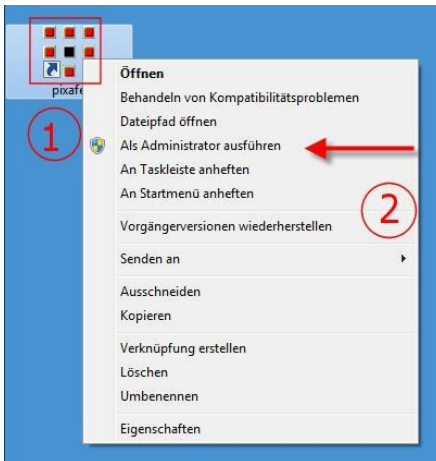 pixafe
1
Öffnen
Behandeln von Kompatibilitätsproblemen
Dateipfad öffnen
Als Administrator ausführen
An Taskleiste anheften
An Startmenü anheften
2
Vorgängerversionen wiederherstellen
Senden an
Ausschneiden
Kopieren
Verknüpfung erstellen
Löschen
Umbenennen
Eigenschaften